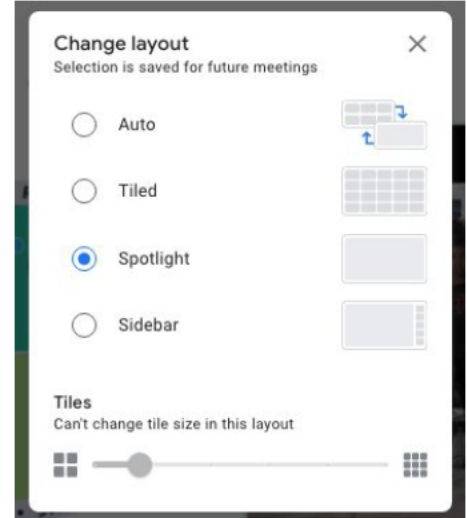 Change layout
Selection is saved for future meetings
Auto
Tiled
Spotlight
Sidebar
Tiles
Can't change tile size in this layout